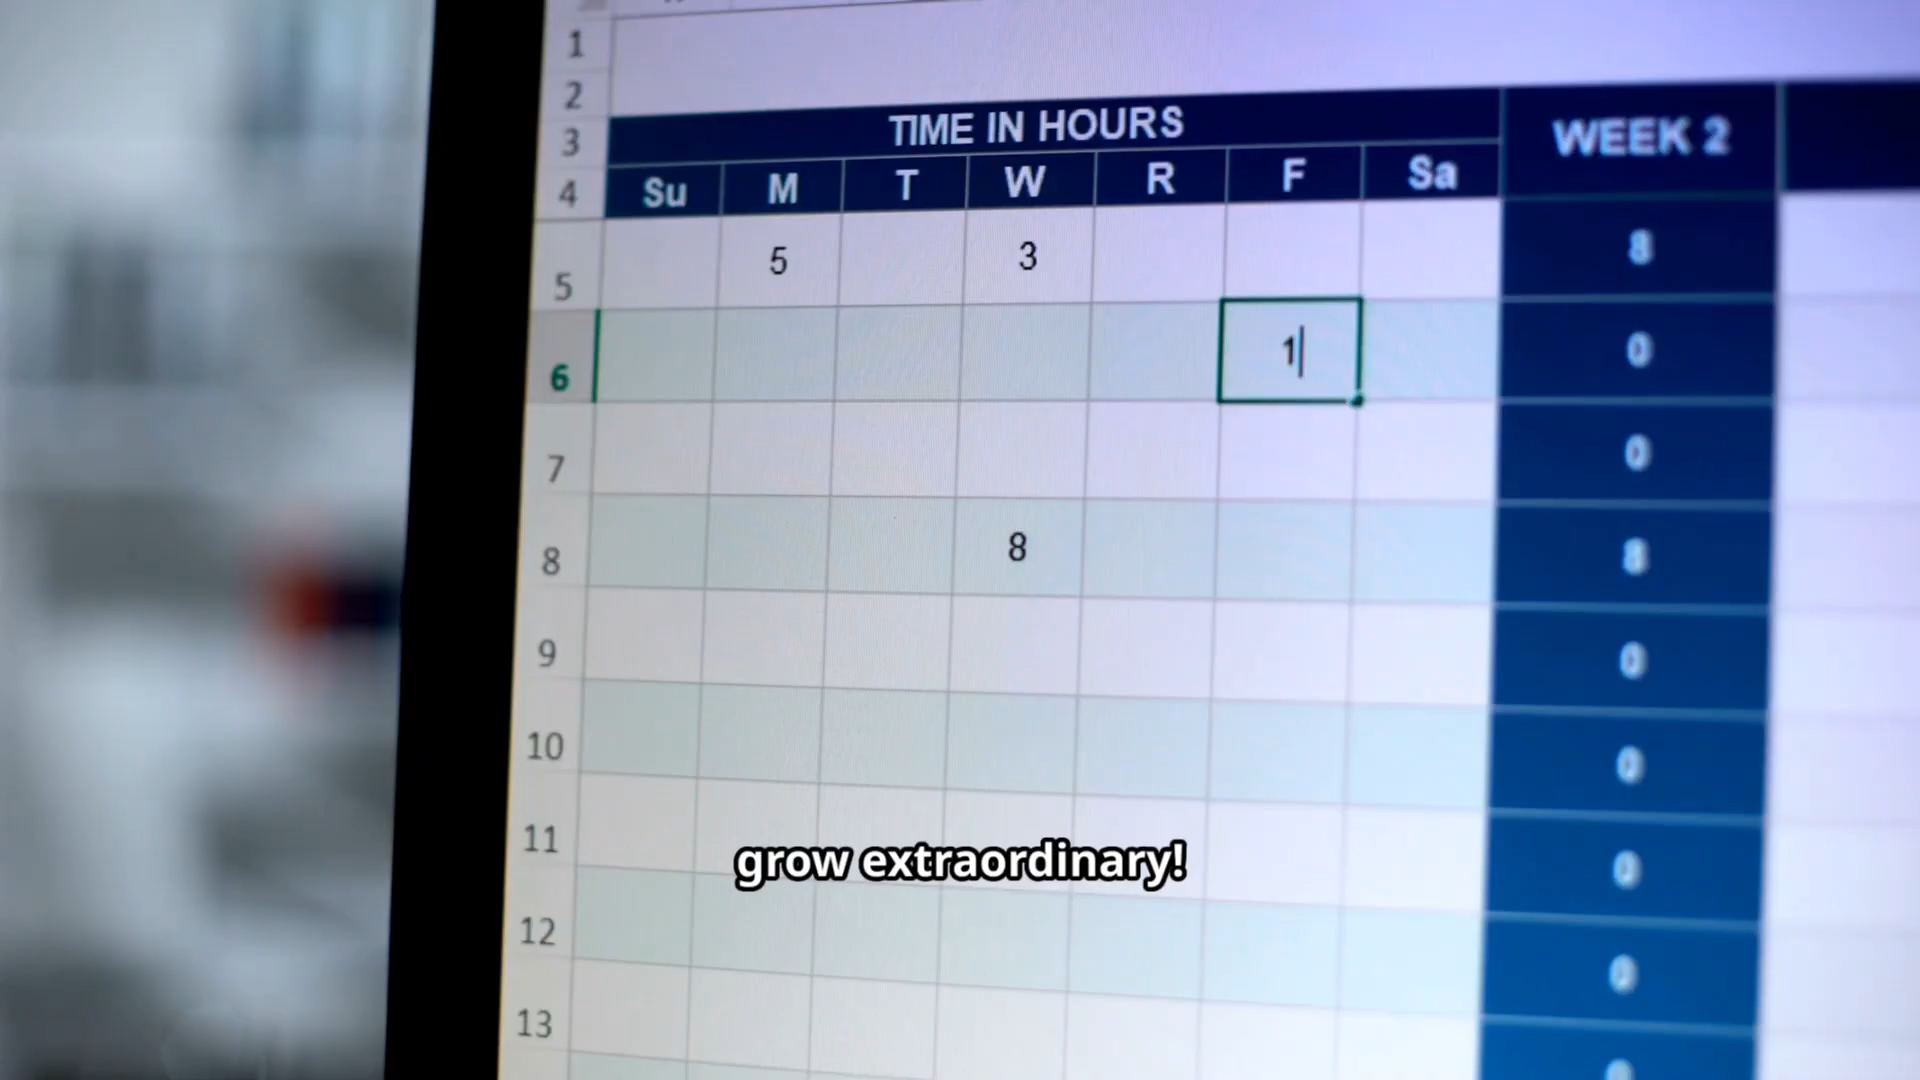 1
2
3 TIME IN HOURS WEEK 2
4 Su M T W R F Sa
5 5 3 8
6 1 0
7 0
8 8 8
9 0
10 0
11 0
grow extraordinary!
12 0
13